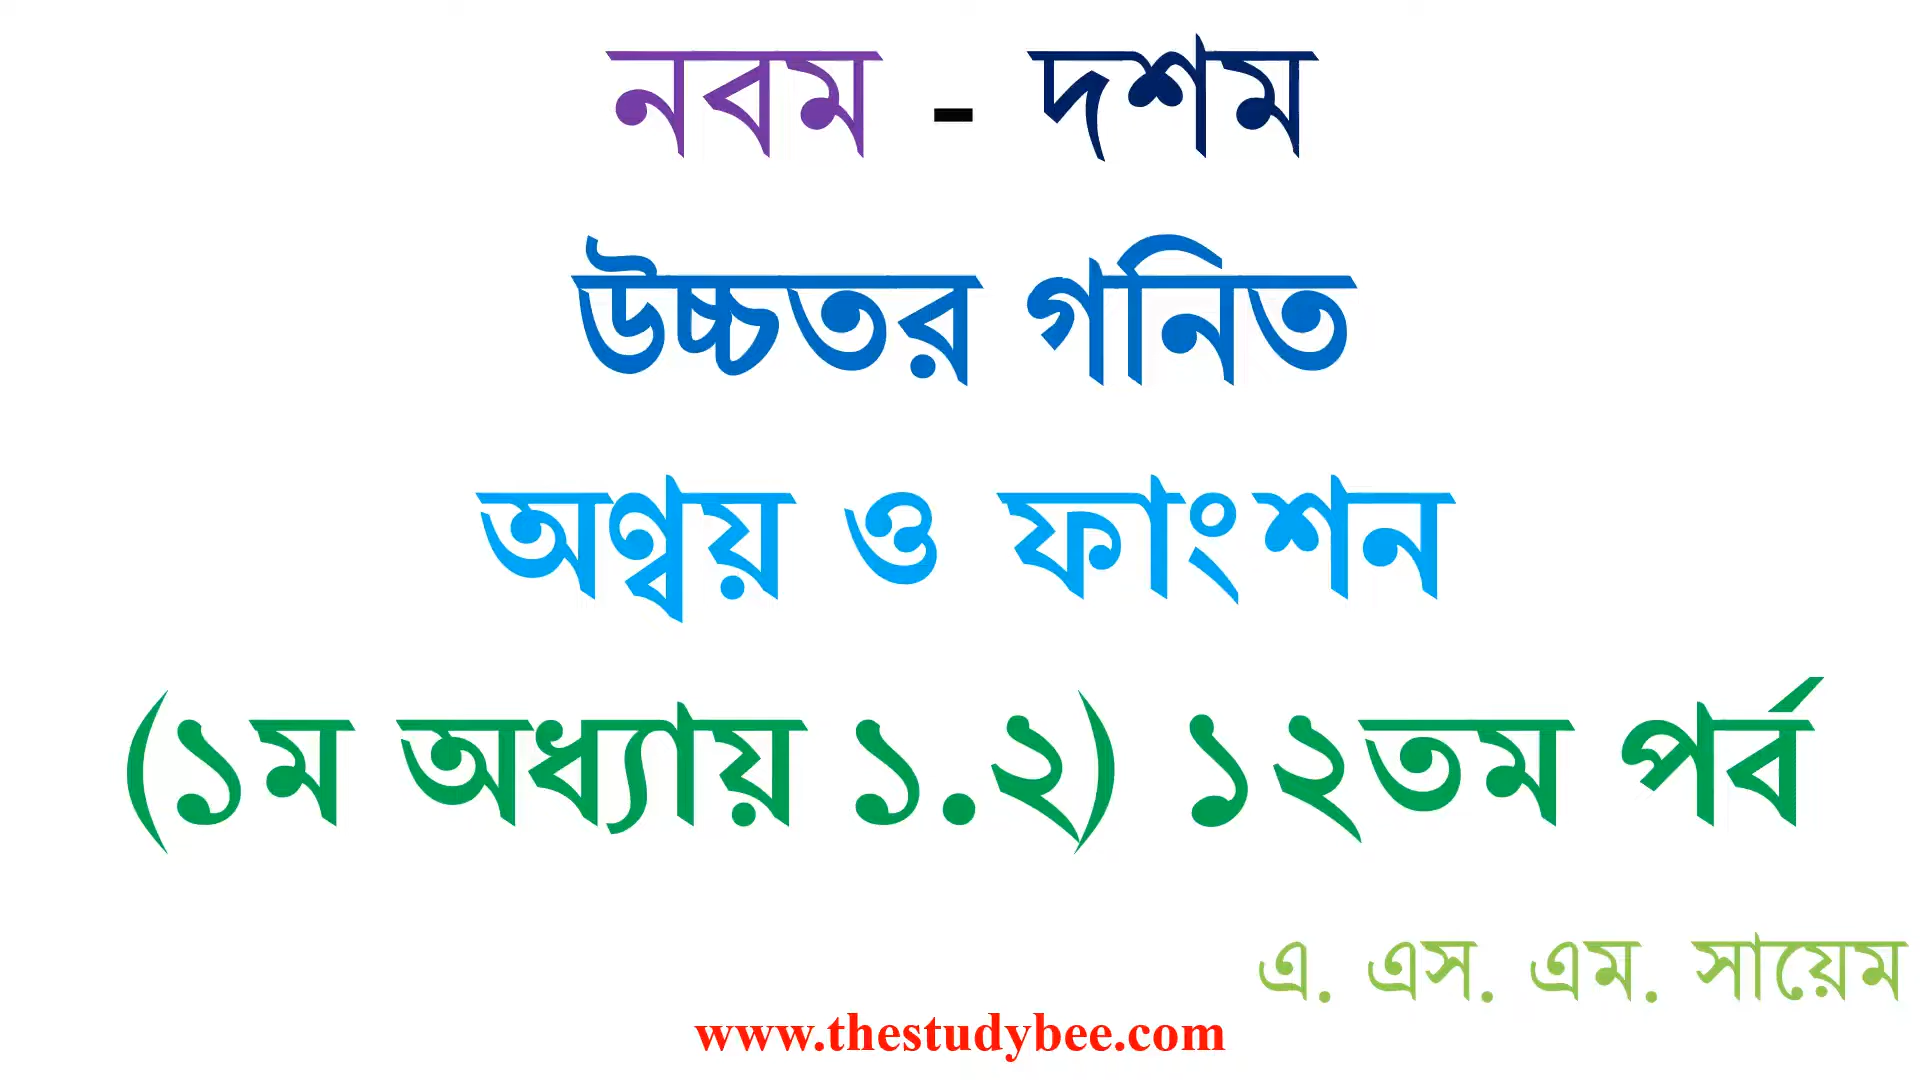 নবম - দশম
উচ্চতর গনিত
অণ্বয় ও ফাংশন
(১ম অধ্যায় ১.২) ১২তম পর্ব
এ. এস. এম. সায়েম
www.thestudybee.com